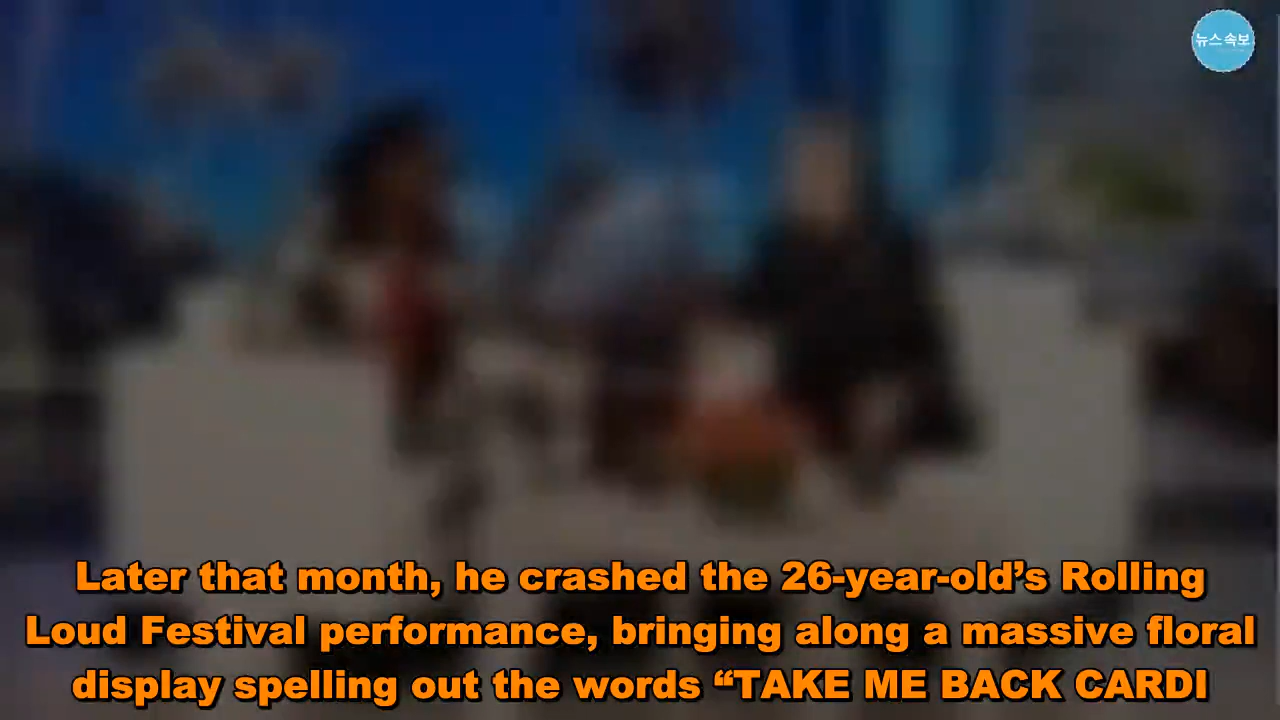 뉴스 속보
Later that month, he crashed the 26-year-old’s Rolling
Loud Festival performance, bringing along a massive floral
display spelling out the words “TAKE ME BACK CARDI